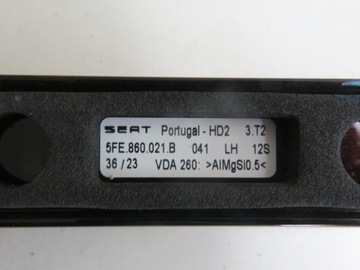 SEAT Portugal - HD2 3.T2
5FE.860.021.B 041 LH 12S
36 / 23 VDA 260: >AlMgSi0.5<